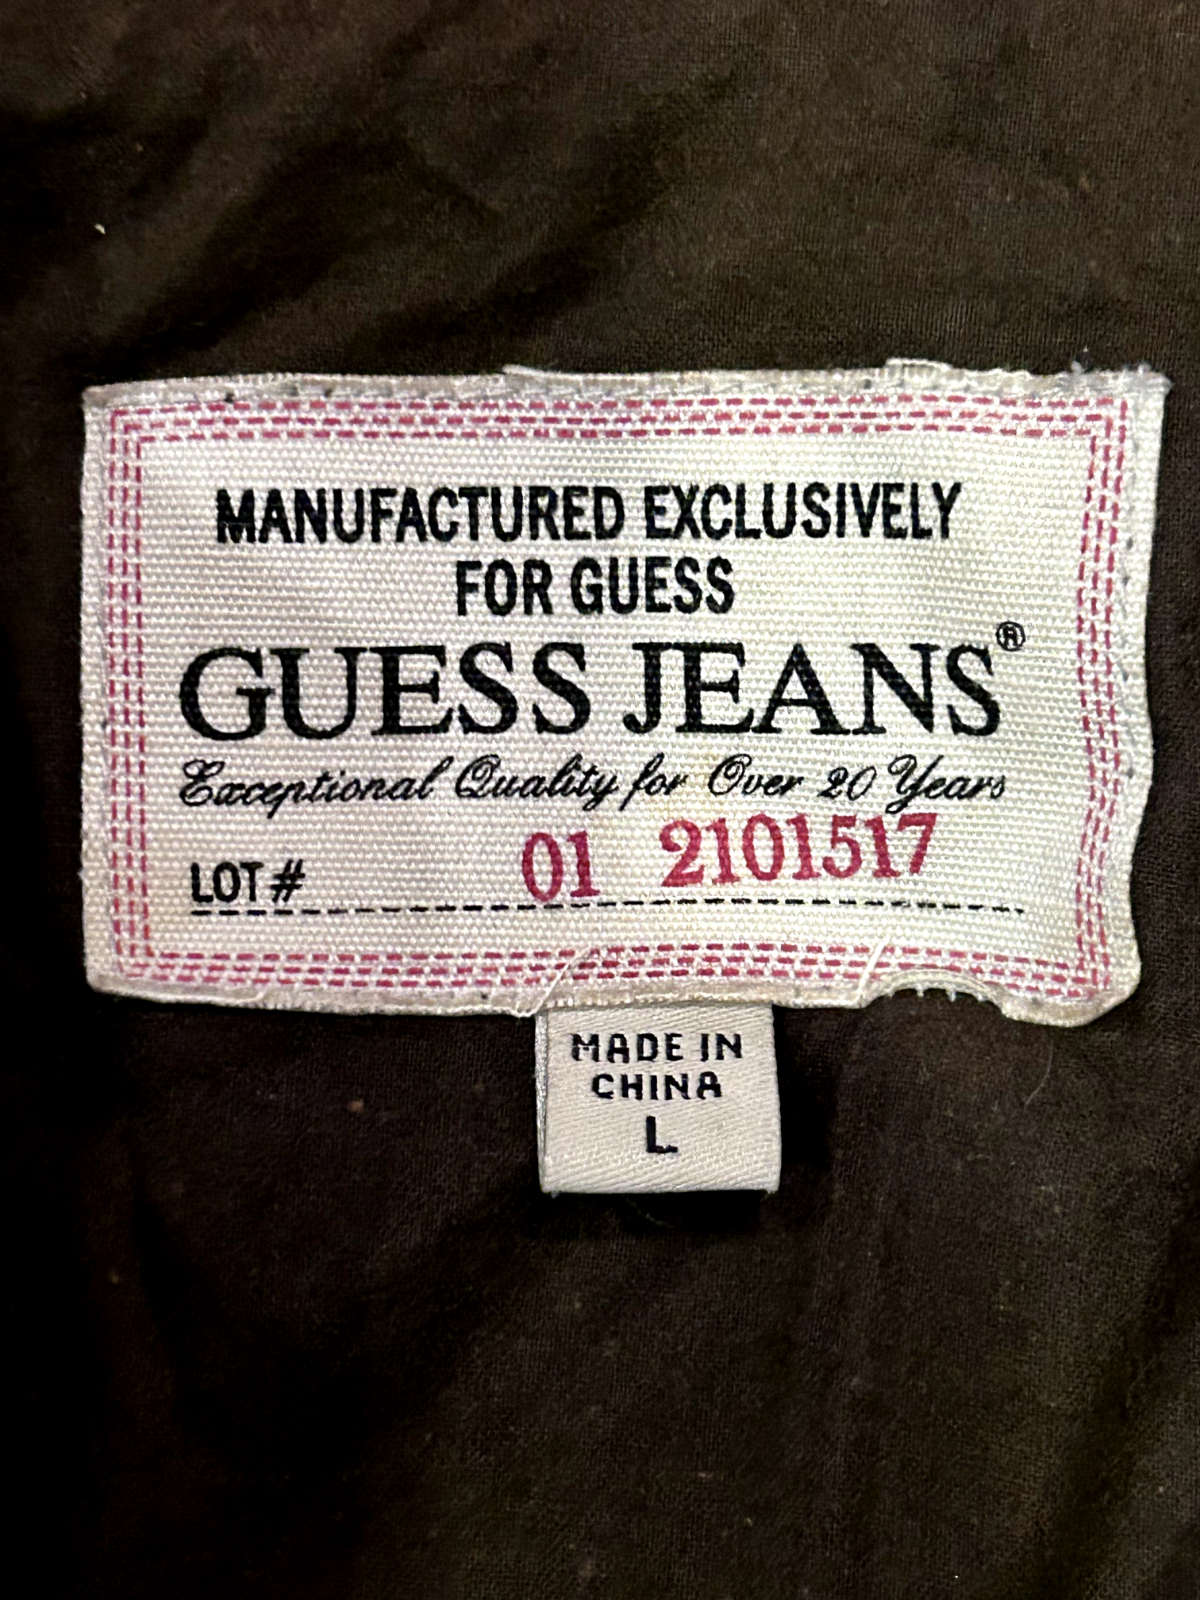 MANUFACTURED EXCLUSIVELY
FOR GUESS
GUESS JEANS®
Exceptional Quality for Over 20 Years
LOT # 01 2101517
MADE IN
CHINA
L